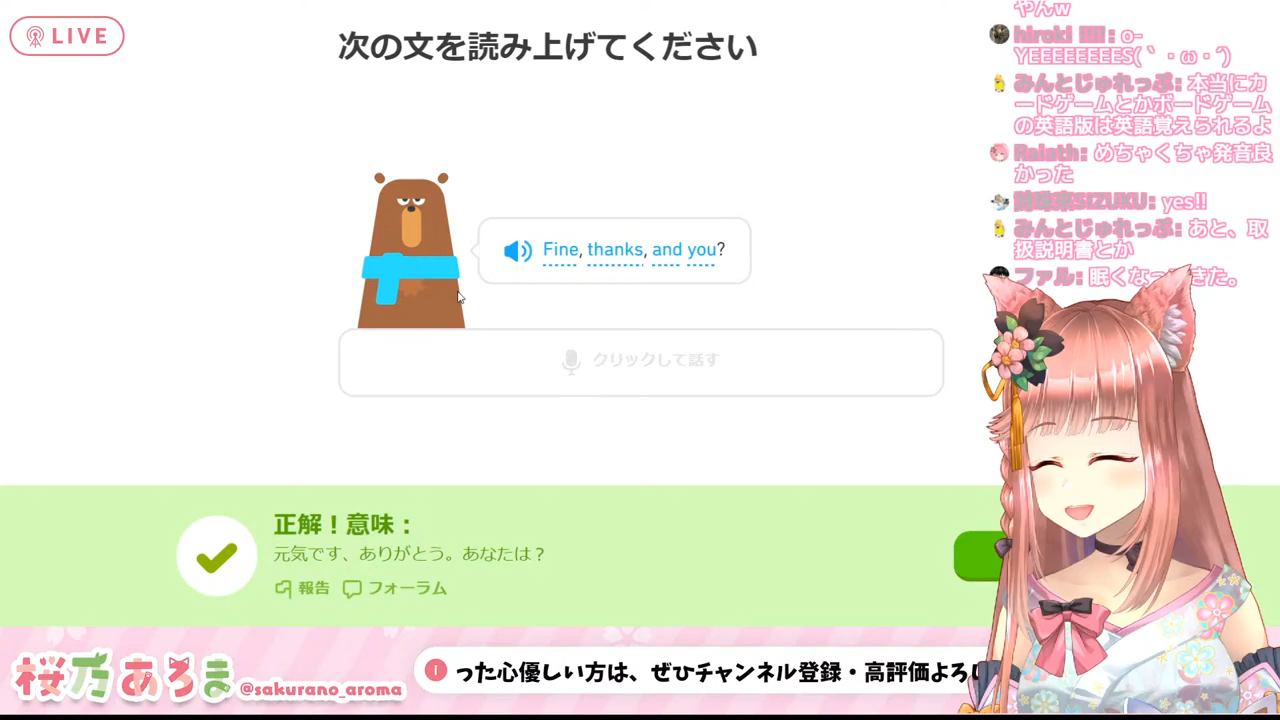 LIVE
次の文を読み上げてください
Fine, thanks, and you?
クリックして話す
正解！意味：
元気です、ありがとう。あなたは？
報告 フォーラム
桜乃あろま @sakurano_aroma
った心優しい方は、ぜひチャンネル登録・高評価よろし
やんw
hiroki !!!!: o-
YEEEEEEEES(｀・ω・´)
みんとじゅれっぷ: 本当にカ
ードゲームとかボードゲーム
の英語版は英語覚えられるよ
Ralath: めちゃくちゃ発音良
かった
SIZUKU: yes!!
みんとじゅれっぷ: あと、取
扱説明書とか
ファル: 眠くなっ きた。